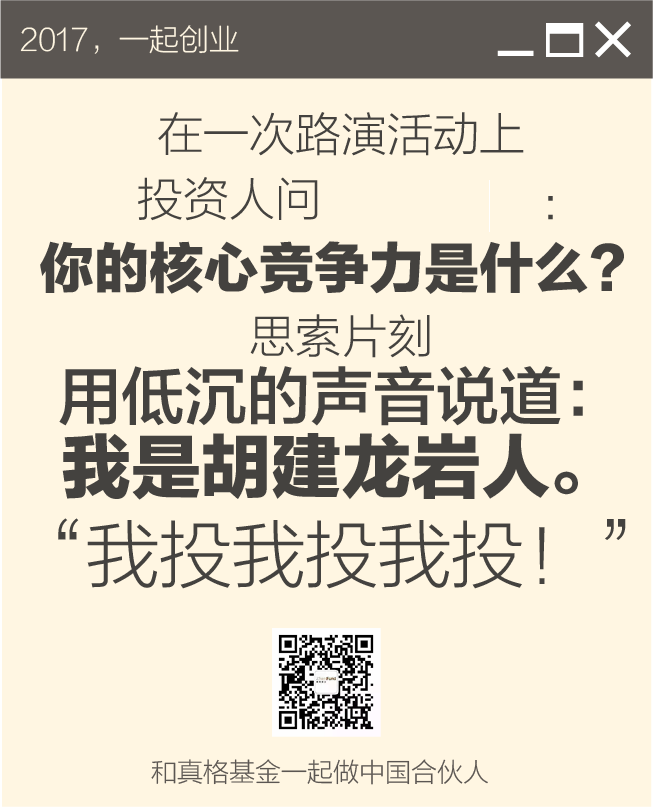 2017，一起创业
在一次路演活动上
投资人问 ：
你的核心竞争力是什么？
思索片刻
用低沉的声音说道：
我是胡建龙岩人。
“我投我投我投！”
和真格基金一起做中国合伙人